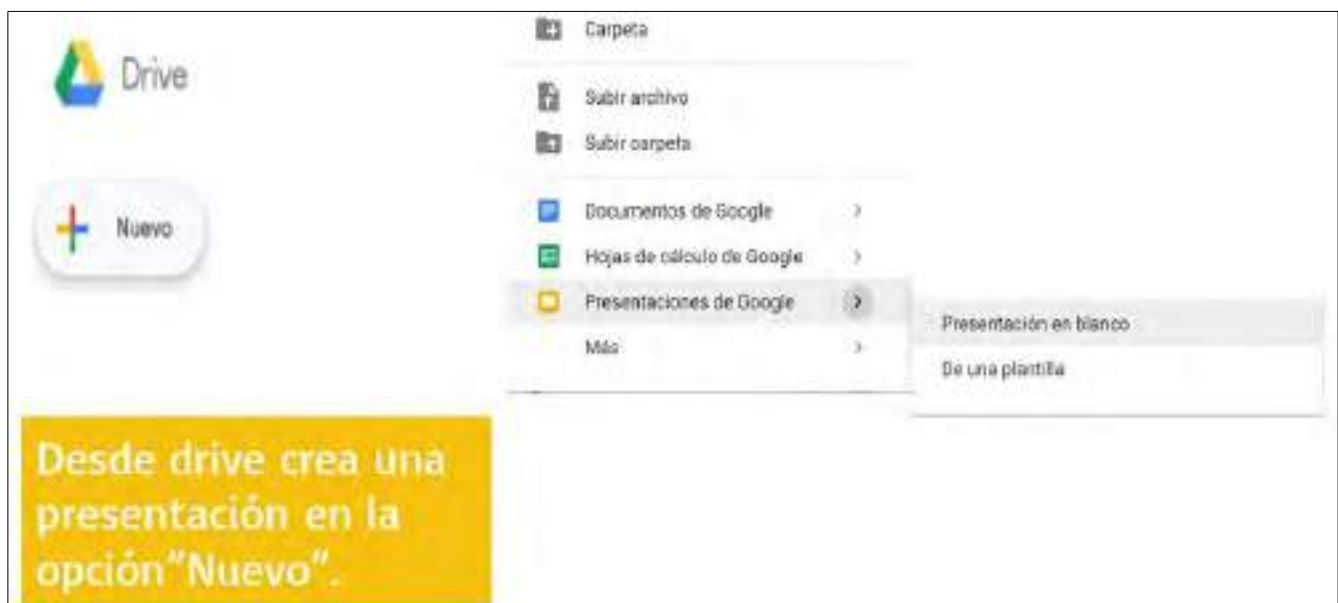 Drive
Nuevo
Desde drive crea una
presentación en la
opción"Nuevo".
Carpeta
Subir archivo
Subir carpeta
Documentos de Google
Hojas de cálculo de Google
Presentaciones de Google
Más
Presentación en blanco
De una plantilla